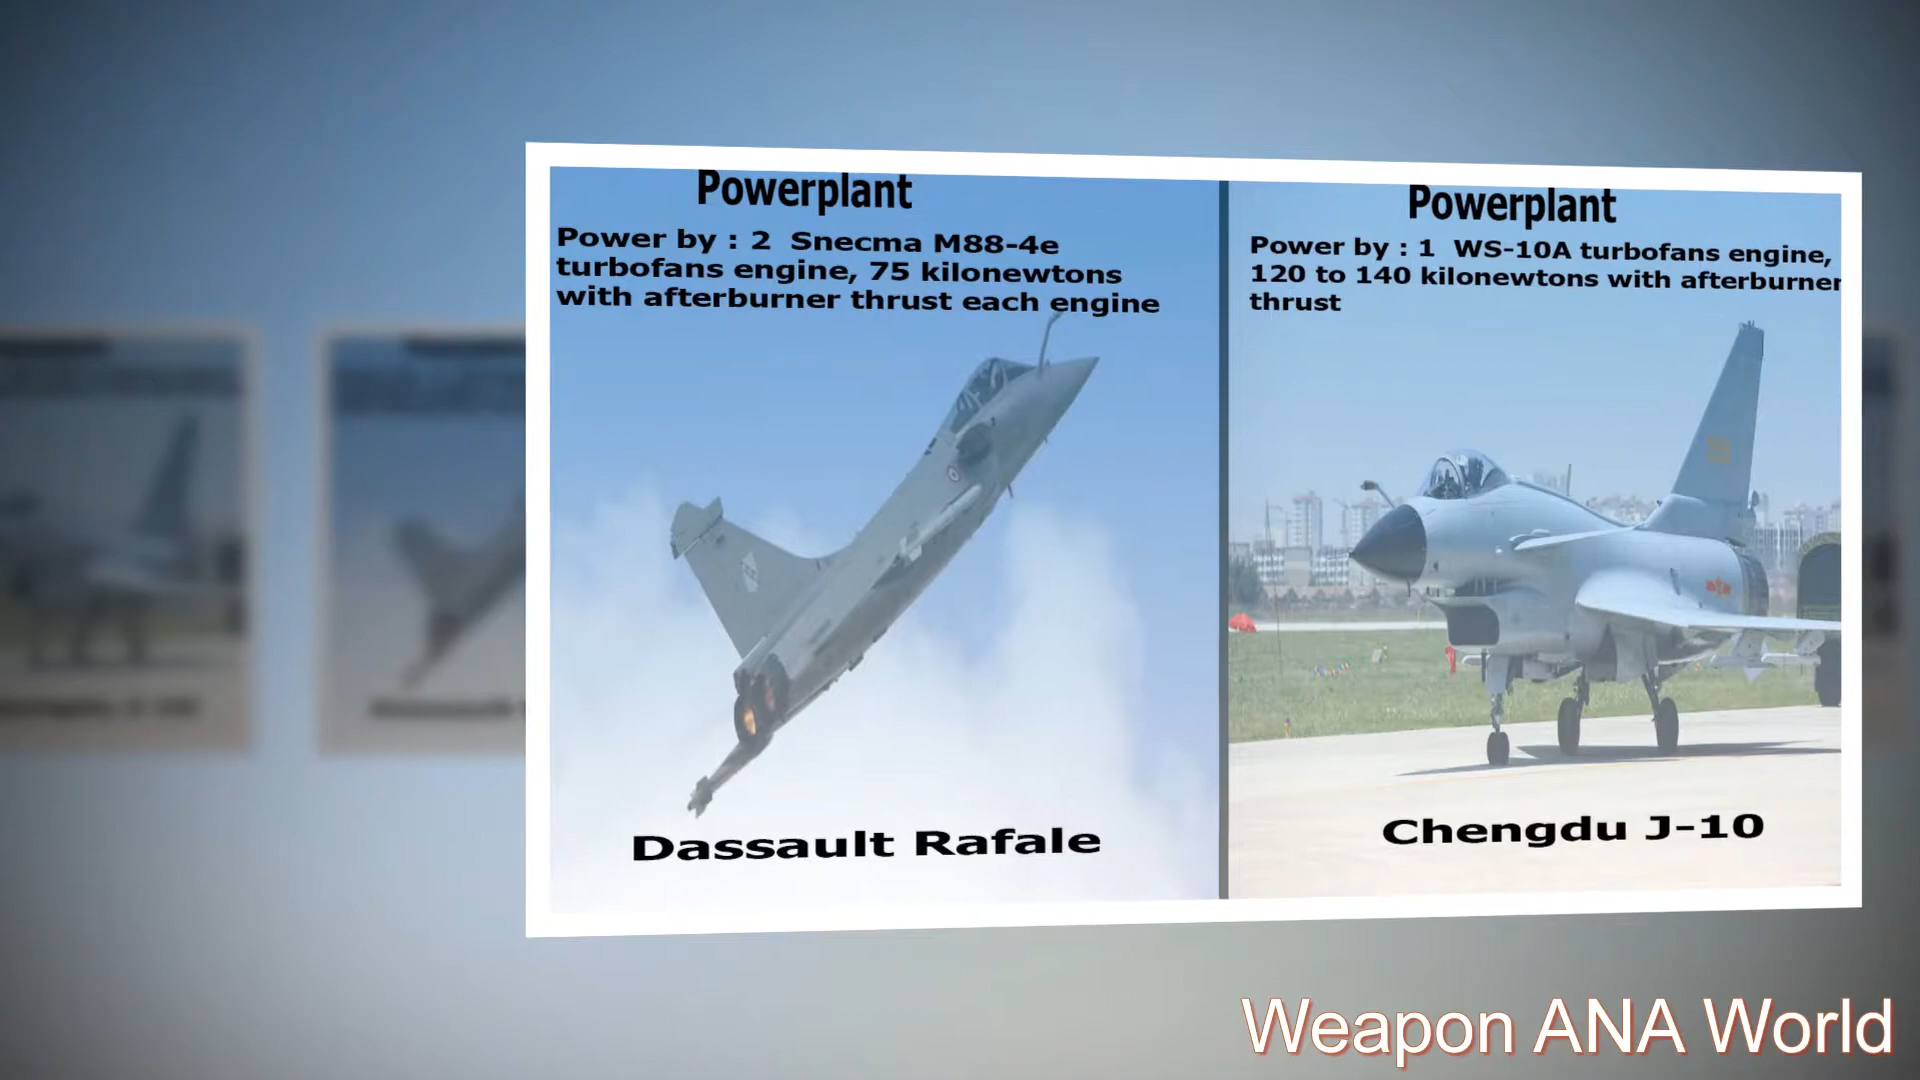 Powerplant
Power by : 2 Snecma M88-4e
turbofans engine, 75 kilonewtons
with afterburner thrust each engine
Dassault Rafale
Powerplant
Power by : 1 WS-10A turbofans engine,
120 to 140 kilonewtons with afterburner
thrust
Chengdu J-10
Weapon ANA World